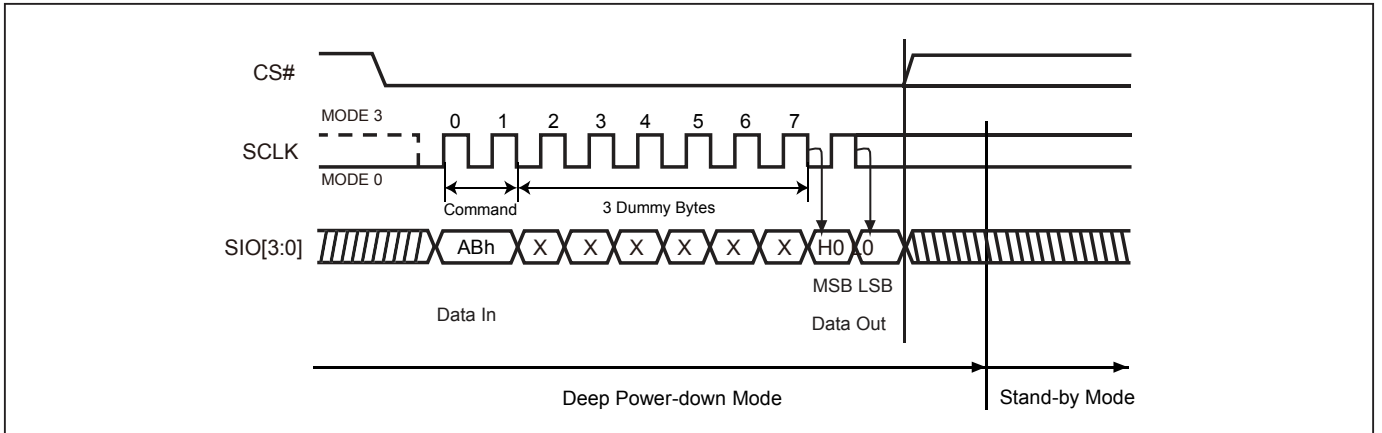 CS#
MODE 3
0 1 2 3 4 5 6 7
SCLK
MODE 0
Command
3 Dummy Bytes
SIO[3:0]
ABh X X X X X X H0 L0
MSB LSB
Data In
Data Out
Deep Power-down Mode
Stand-by Mode